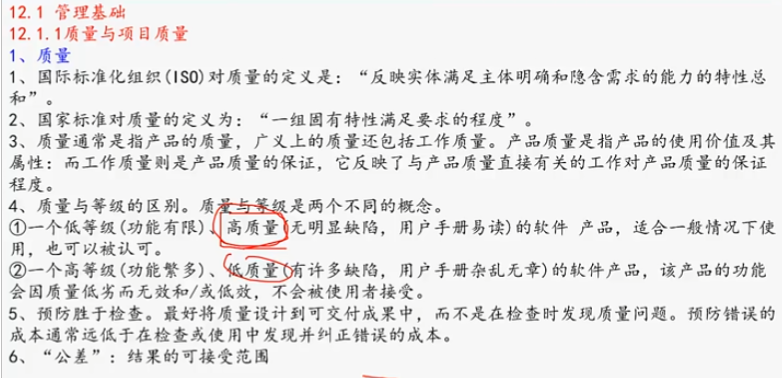 12.1 管理基础
12.1.1质量与项目质量
1、质量
1、国际标准化组织(ISO)对质量的定义是：“反映实体满足主体明确和隐含需求的能力的特性总
和”。
2、国家标准对质量的定义为：“一组固有特性满足要求的程度”。
3、质量通常是指产品的质量，广义上的质量还包括工作质量。产品质量是指产品的使用价值及其
属性：而工作质量则是产品质量的保证，它反映了与产品质量直接有关的工作对产品质量的保证
程度。
4、质量与等级的区别。质量与等级是两个不同的概念。
①一个低等级(功能有限)、高质量(无明显缺陷，用户手册易读)的软件 产品，适合一般情况下使
用，也可以被认可。
②一个高等级(功能繁多)、低质量(有许多缺陷，用户手册杂乱无章)的软件产品，该产品的功能
会因质量低劣而无效和/或低效，不会被使用者接受。
5、预防胜于检查。最好将质量设计到可交付成果中，而不是在检查时发现质量问题。预防错误的
成本通常远低于在检查或使用中发现并纠正错误的成本。
6、“公差”：结果的可接受范围